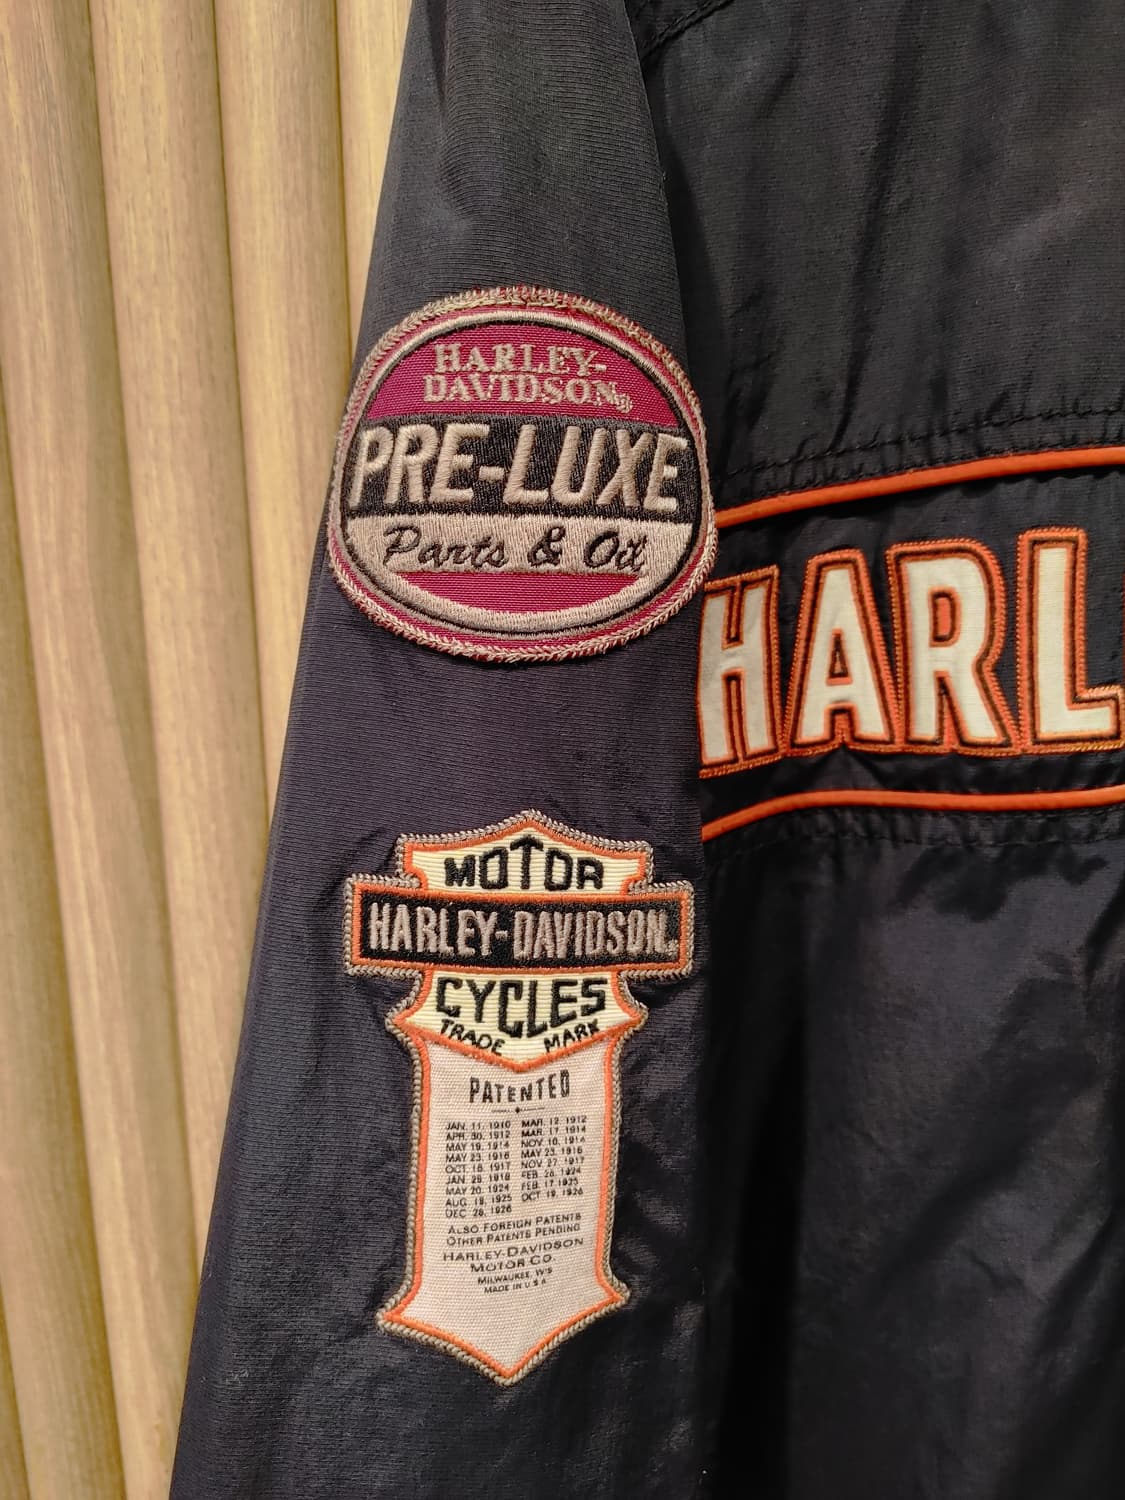 HARLEY-
DAVIDSON®
PRE-LUXE
Parts & Oil
HARL
MOTOR
HARLEY-DAVIDSON
CYCLES
TRADE MARK
PATENTED
JAN. 11. 1910 MAR. 12. 1912
APR. 30. 1912 MAR. 17. 1914
MAY 19. 1914 NOV. 10. 1914
MAY 23. 1916 MAY 23. 1916
OCT. 16. 1917 NOV. 27. 1917
JAN. 29. 1918 FEB. 26. 1924
MAY 20. 1924 FEB. 17. 1925
AUG. 18. 1925 OCT. 19. 1926
DEC. 28. 1926
ALSO FOREIGN PATENTS
OTHER PATENTS PENDING
HARLEY-DAVIDSON
MOTOR CO.
MILWAUKEE, WIS
MADE IN U S A